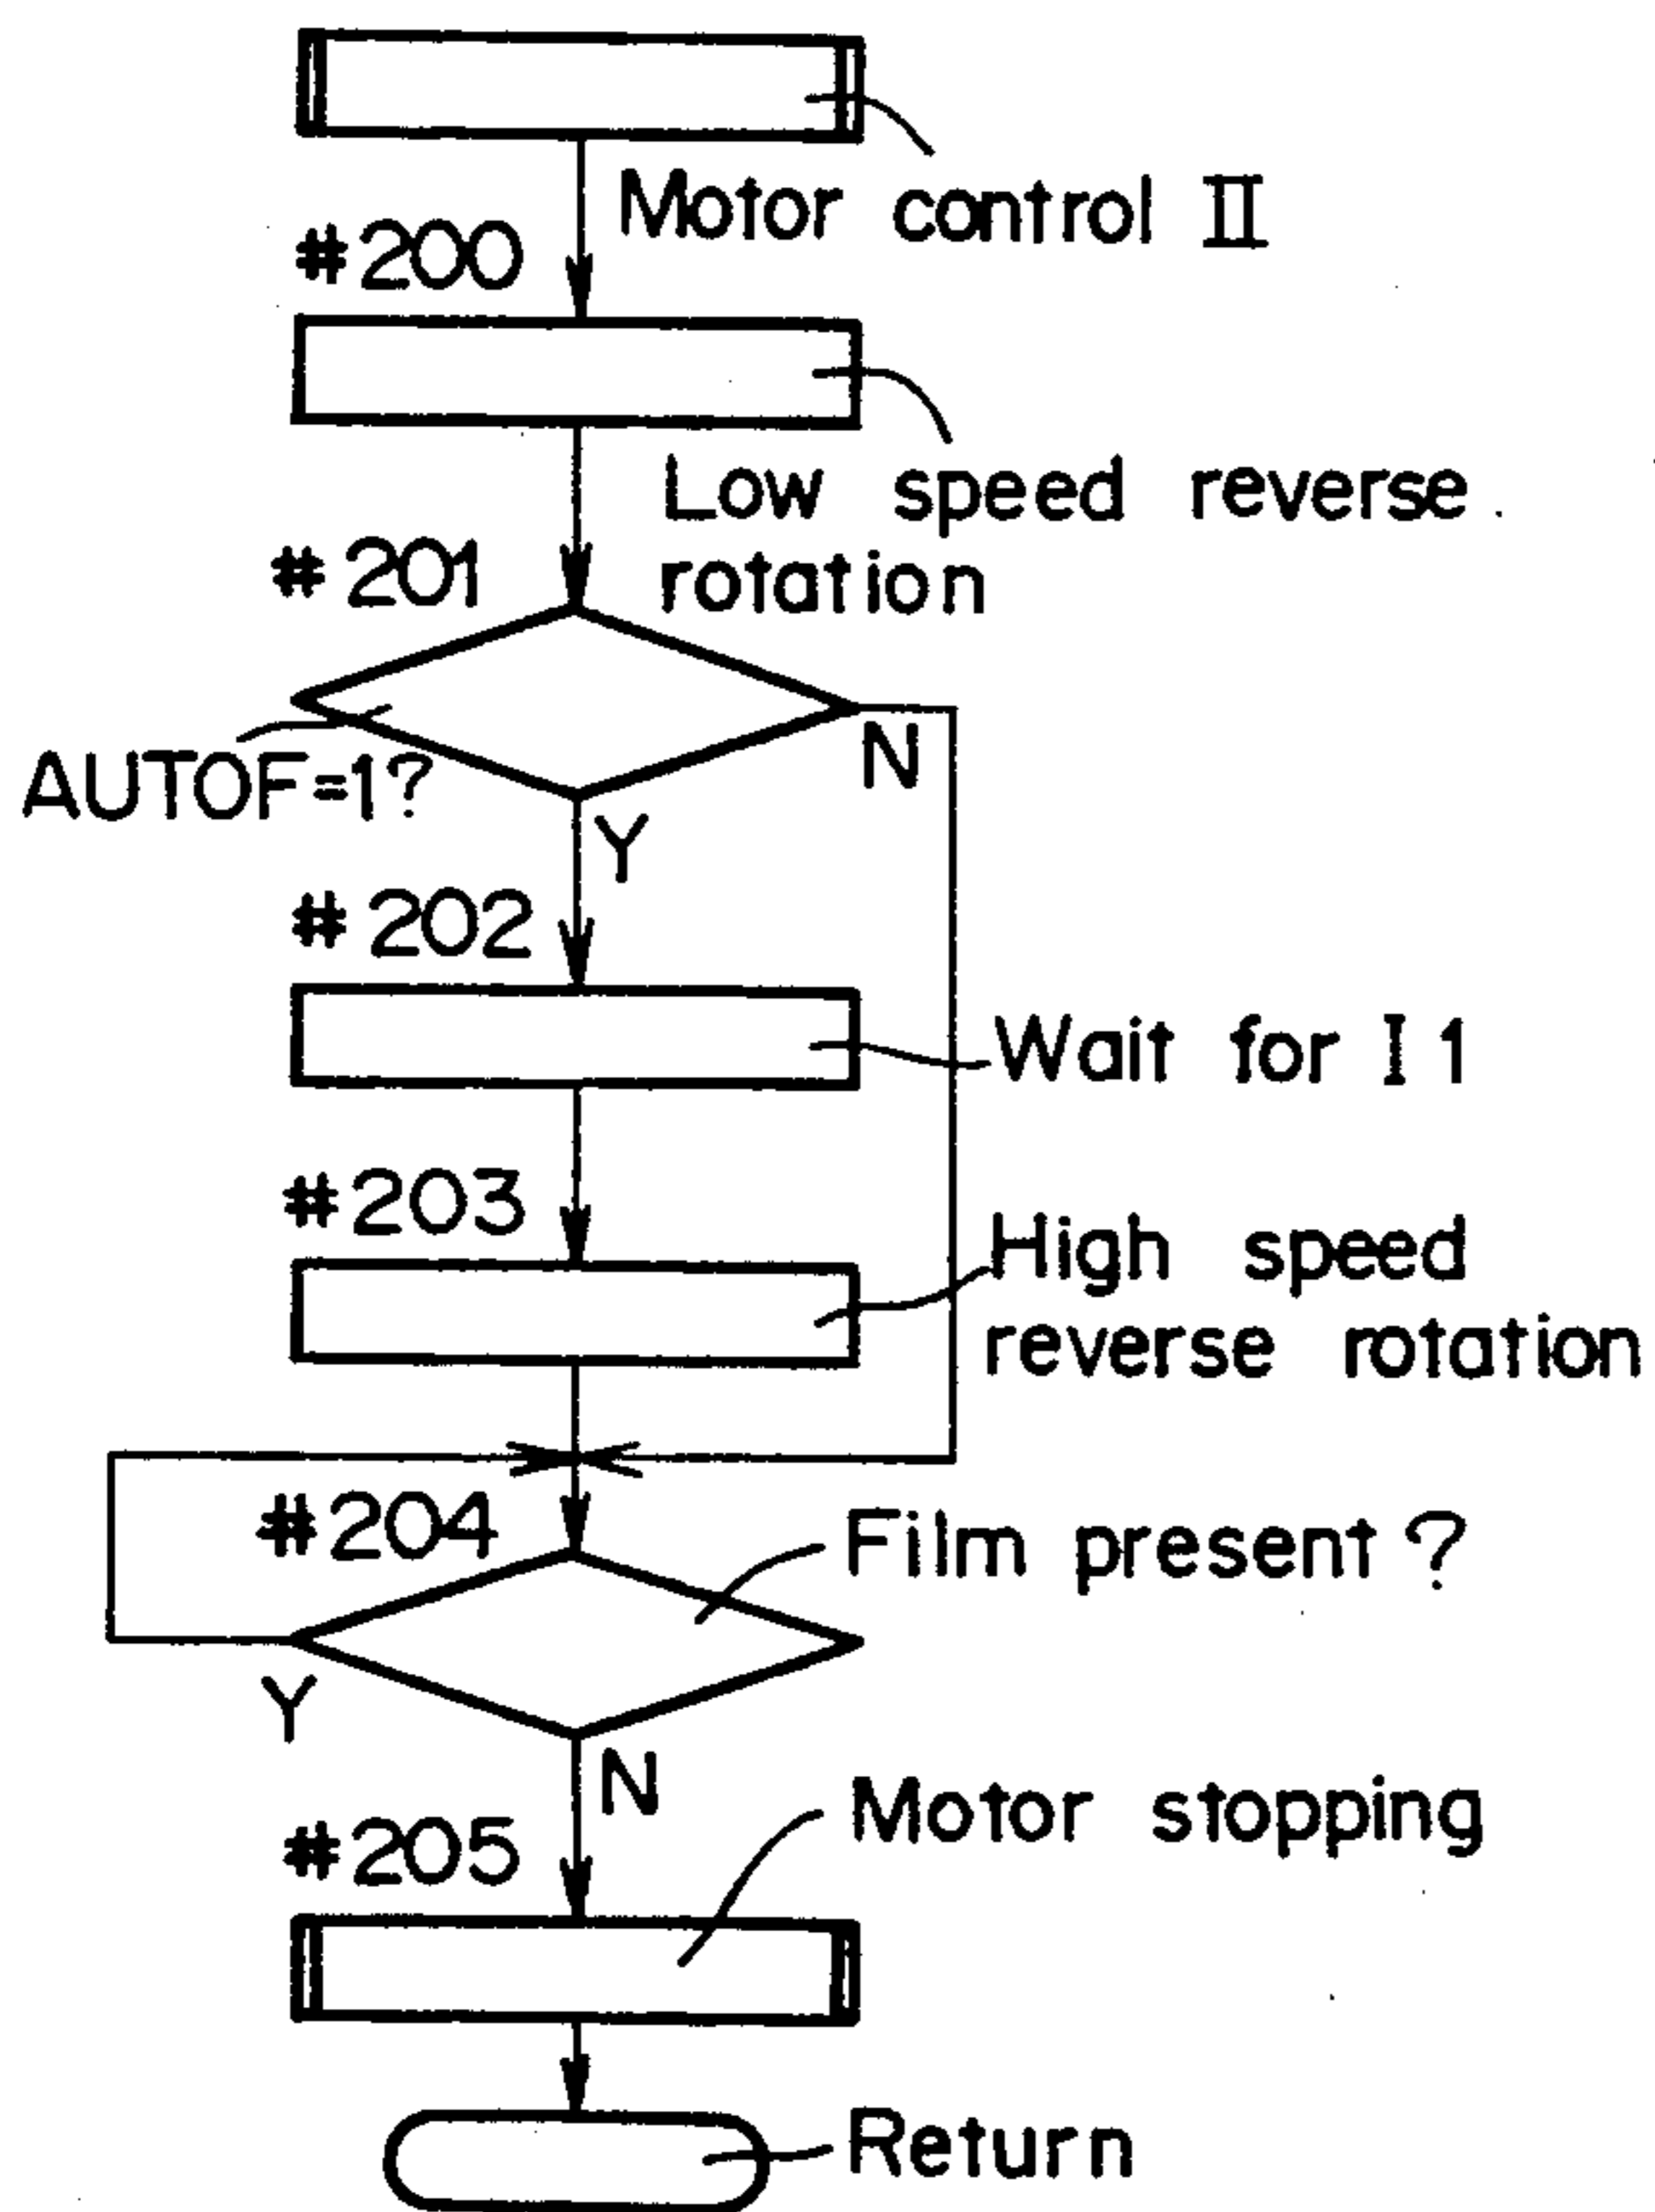 Motor control II
#200
Low speed reverse
rotation
#201
AUTOF=1?
N
Y
#202
Wait for I1
#203
High speed
reverse rotation
#204
Film present?
Y
N
Motor stopping
#205
Return